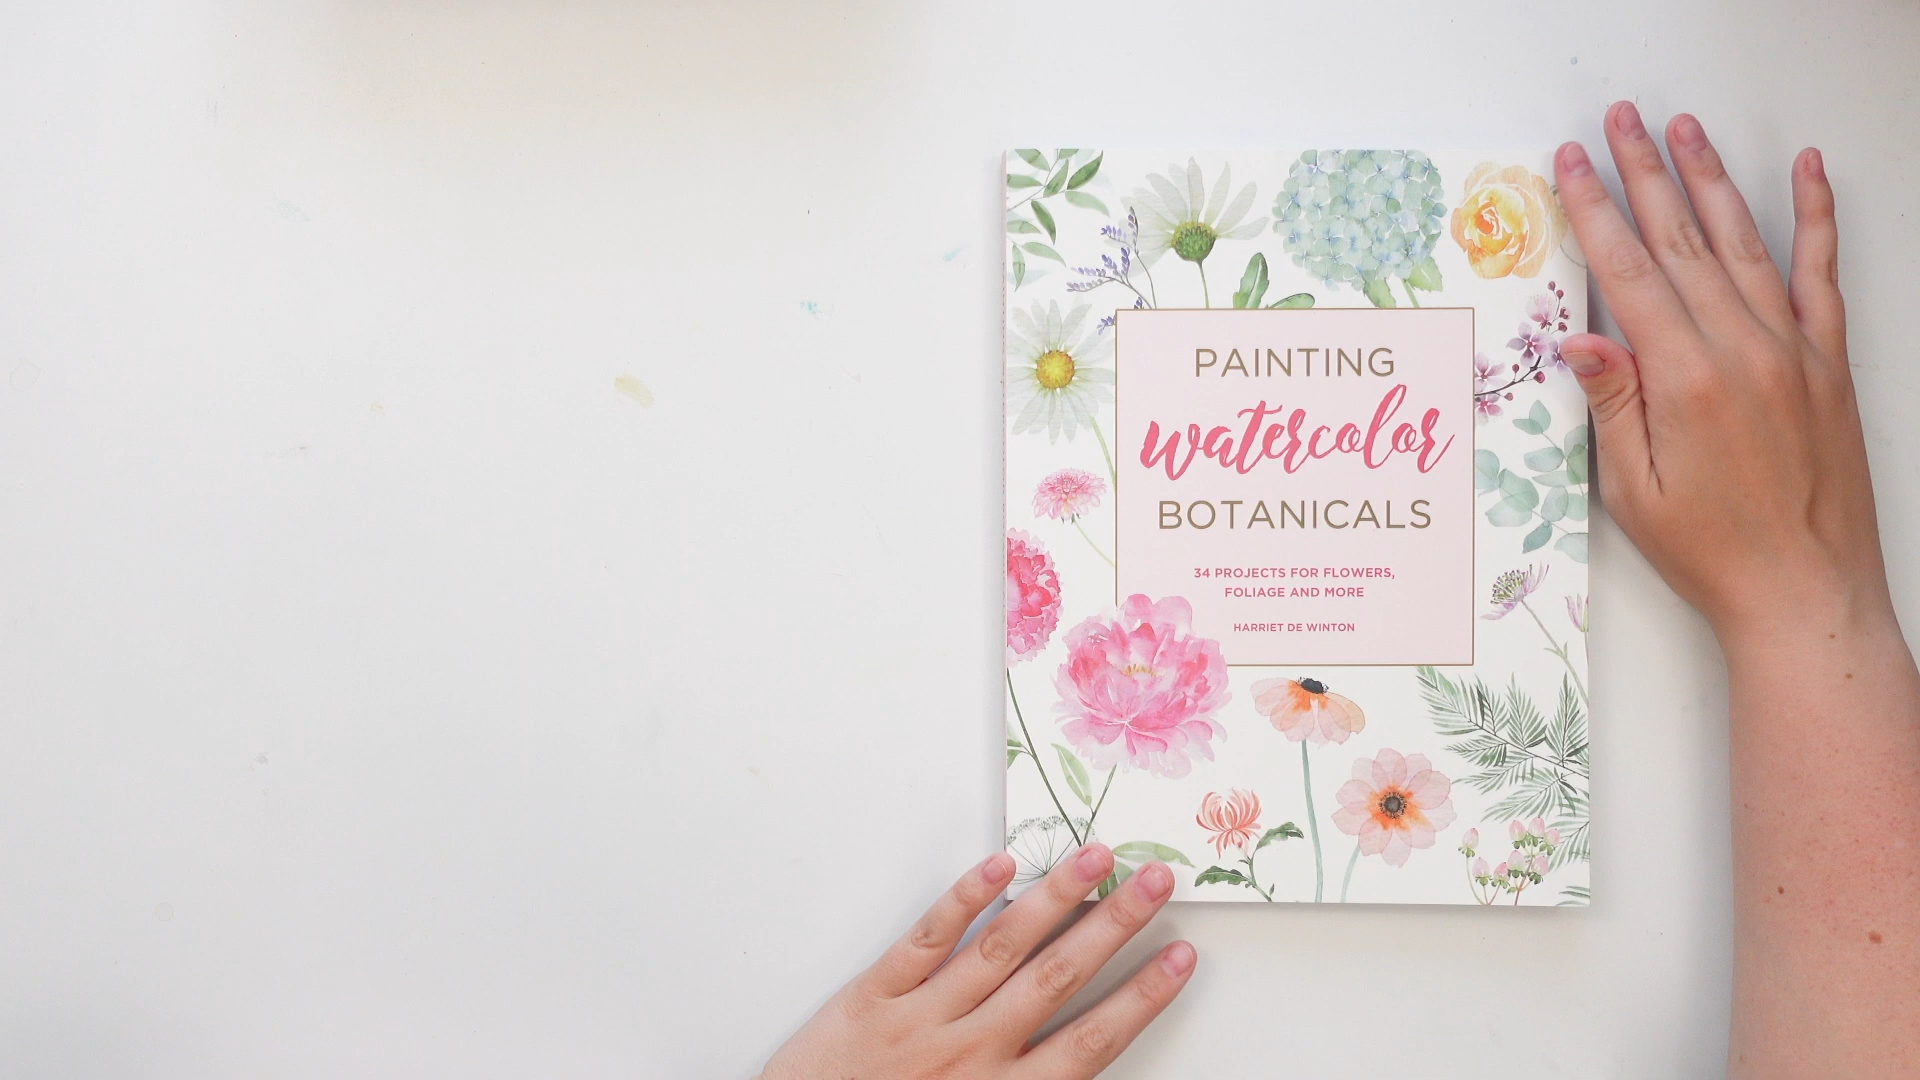 PAINTING
watercolor
BOTANICALS
34 PROJECTS FOR FLOWERS,
FOLIAGE AND MORE
HARRIET DE WINTON